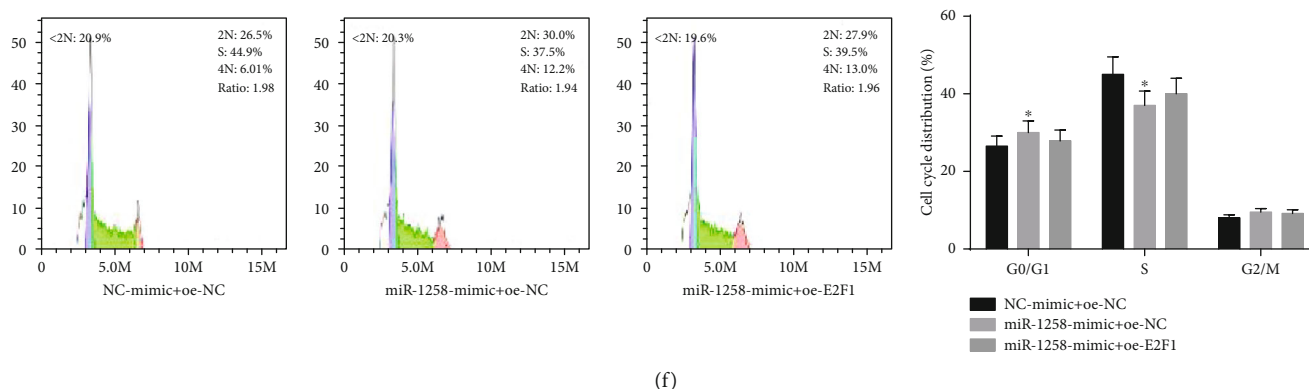 <2N: 20.9%
2N: 26.5%
S: 44.9%
4N: 6.01%
Ratio: 1.98
50
40
30
20
10
0
0 5.0M 10M 15M
NC-mimic+oe-NC
<2N: 20.3%
2N: 30.0%
S: 37.5%
4N: 12.2%
Ratio: 1.94
50
40
30
20
10
0
0 5.0M 10M 15M
miR-1258-mimic+oe-NC
<2N: 19.6%
2N: 27.9%
S: 39.5%
4N: 13.0%
Ratio: 1.96
50
40
30
20
10
0
0 5.0M 10M 15M
miR-1258-mimic+oe-E2F1
Cell cycle distribution (%)
60
40
20
0
*
*
G0/G1 S G2/M
NC-mimic+oe-NC
miR-1258-mimic+oe-NC
miR-1258-mimic+oe-E2F1
(f)